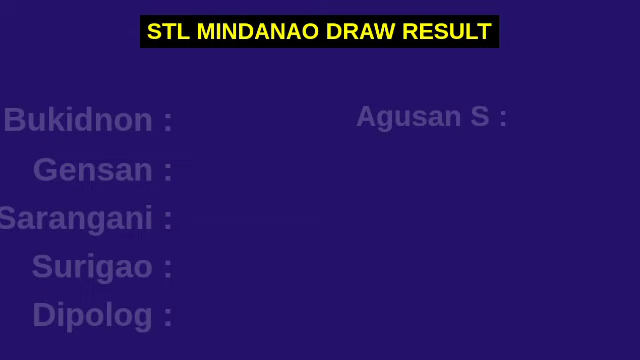 STL MINDANAO DRAW RESULT
Bukidnon :
Gensan :
Sarangani :
Surigao :
Dipolog :
Agusan S :